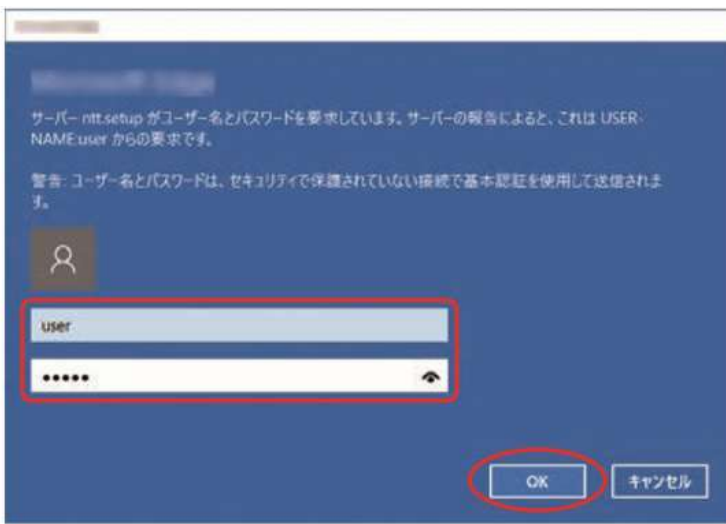 サーバー ntt.setup がユーザー名とパスワードを要求しています。サーバーの報告によると、これは USER-
NAME:user からの要求です。
警告: ユーザー名とパスワードは、セキュリティで保護されていない接続で基本認証を使用して送信されま
す。
user
•••••
OK
キャンセル